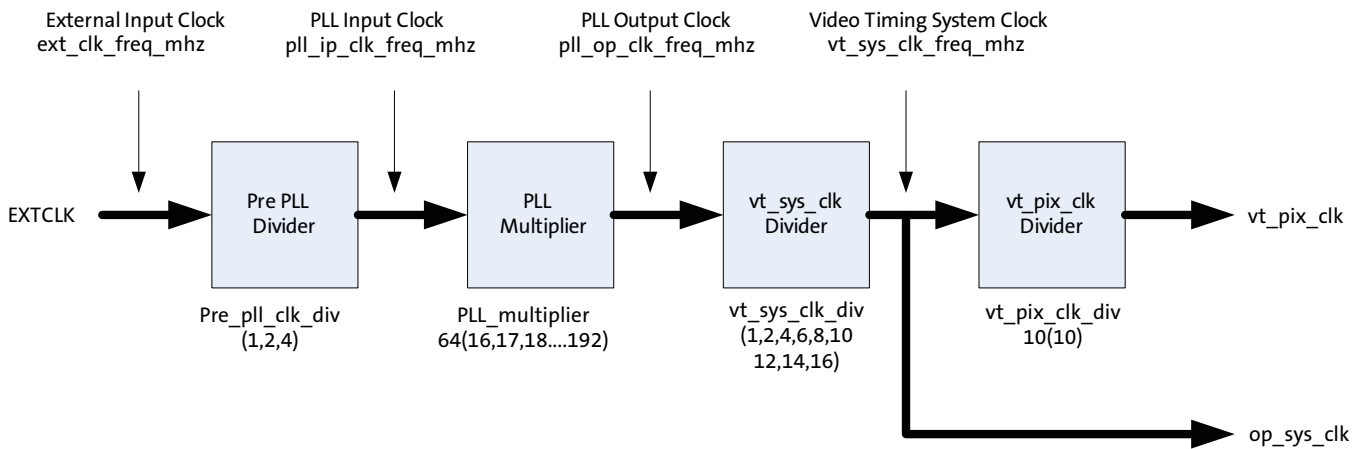 External Input Clock
ext_clk_freq_mhz
PLL Input Clock
pll_ip_clk_freq_mhz
PLL Output Clock
pll_op_clk_freq_mhz
Video Timing System Clock
vt_sys_clk_freq_mhz
EXTCLK
Pre PLL
Divider
PLL
Multiplier
vt_sys_clk
Divider
vt_pix_clk
Divider
vt_pix_clk
Pre_pll_clk_div
(1,2,4)
PLL_multiplier
64(16,17,18....192)
vt_sys_clk_div
(1,2,4,6,8,10
12,14,16)
vt_pix_clk_div
10(10)
op_sys_clk